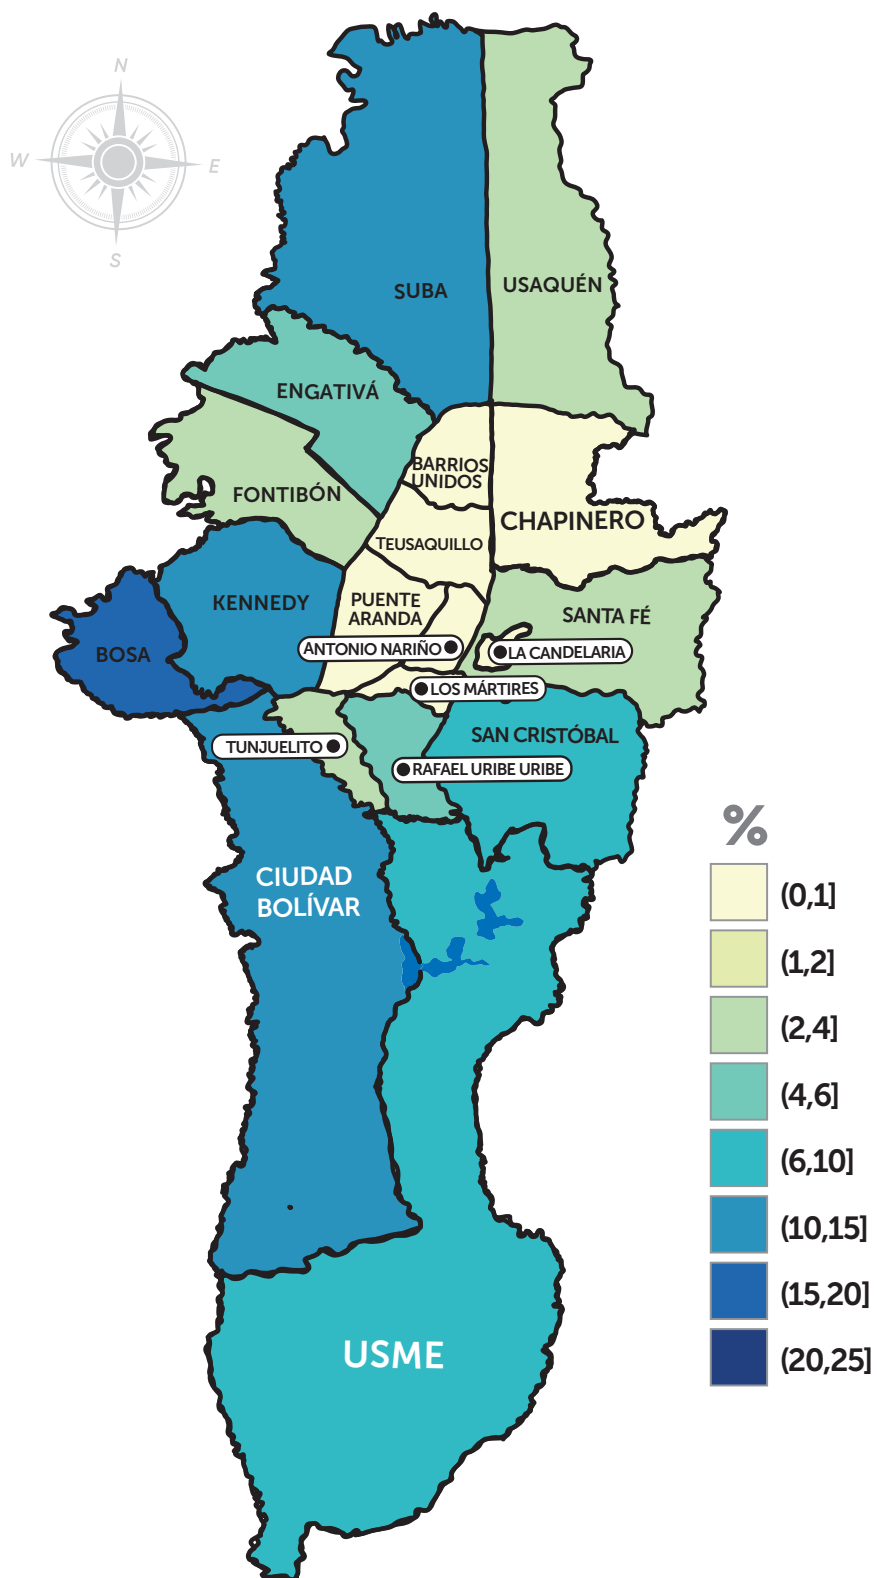 N
W
E
S
SUBA
USAQUÉN
ENGATIVÁ
BARRIOS
UNIDOS
FONTIBÓN
CHAPINERO
TEUSAQUILLO
KENNEDY
PUENTE
ARANDA
SANTA FÉ
BOSA
ANTONIO NARIÑO
LA CANDELARIA
LOS MÁRTIRES
TUNJUELITO
SAN CRISTÓBAL
RAFAEL URIBE URIBE
CIUDAD
BOLÍVAR
USME
%
(0,1]
(1,2]
(2,4]
(4,6]
(6,10]
(10,15]
(15,20]
(20,25]